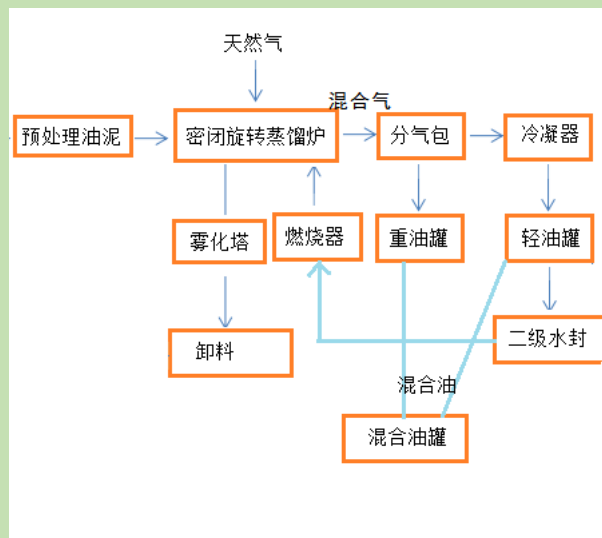 天然气
混合气
预处理油泥
密闭旋转蒸馏炉
分气包
冷凝器
雾化塔
燃烧器
重油罐
轻油罐
卸料
二级水封
混合油
混合油罐